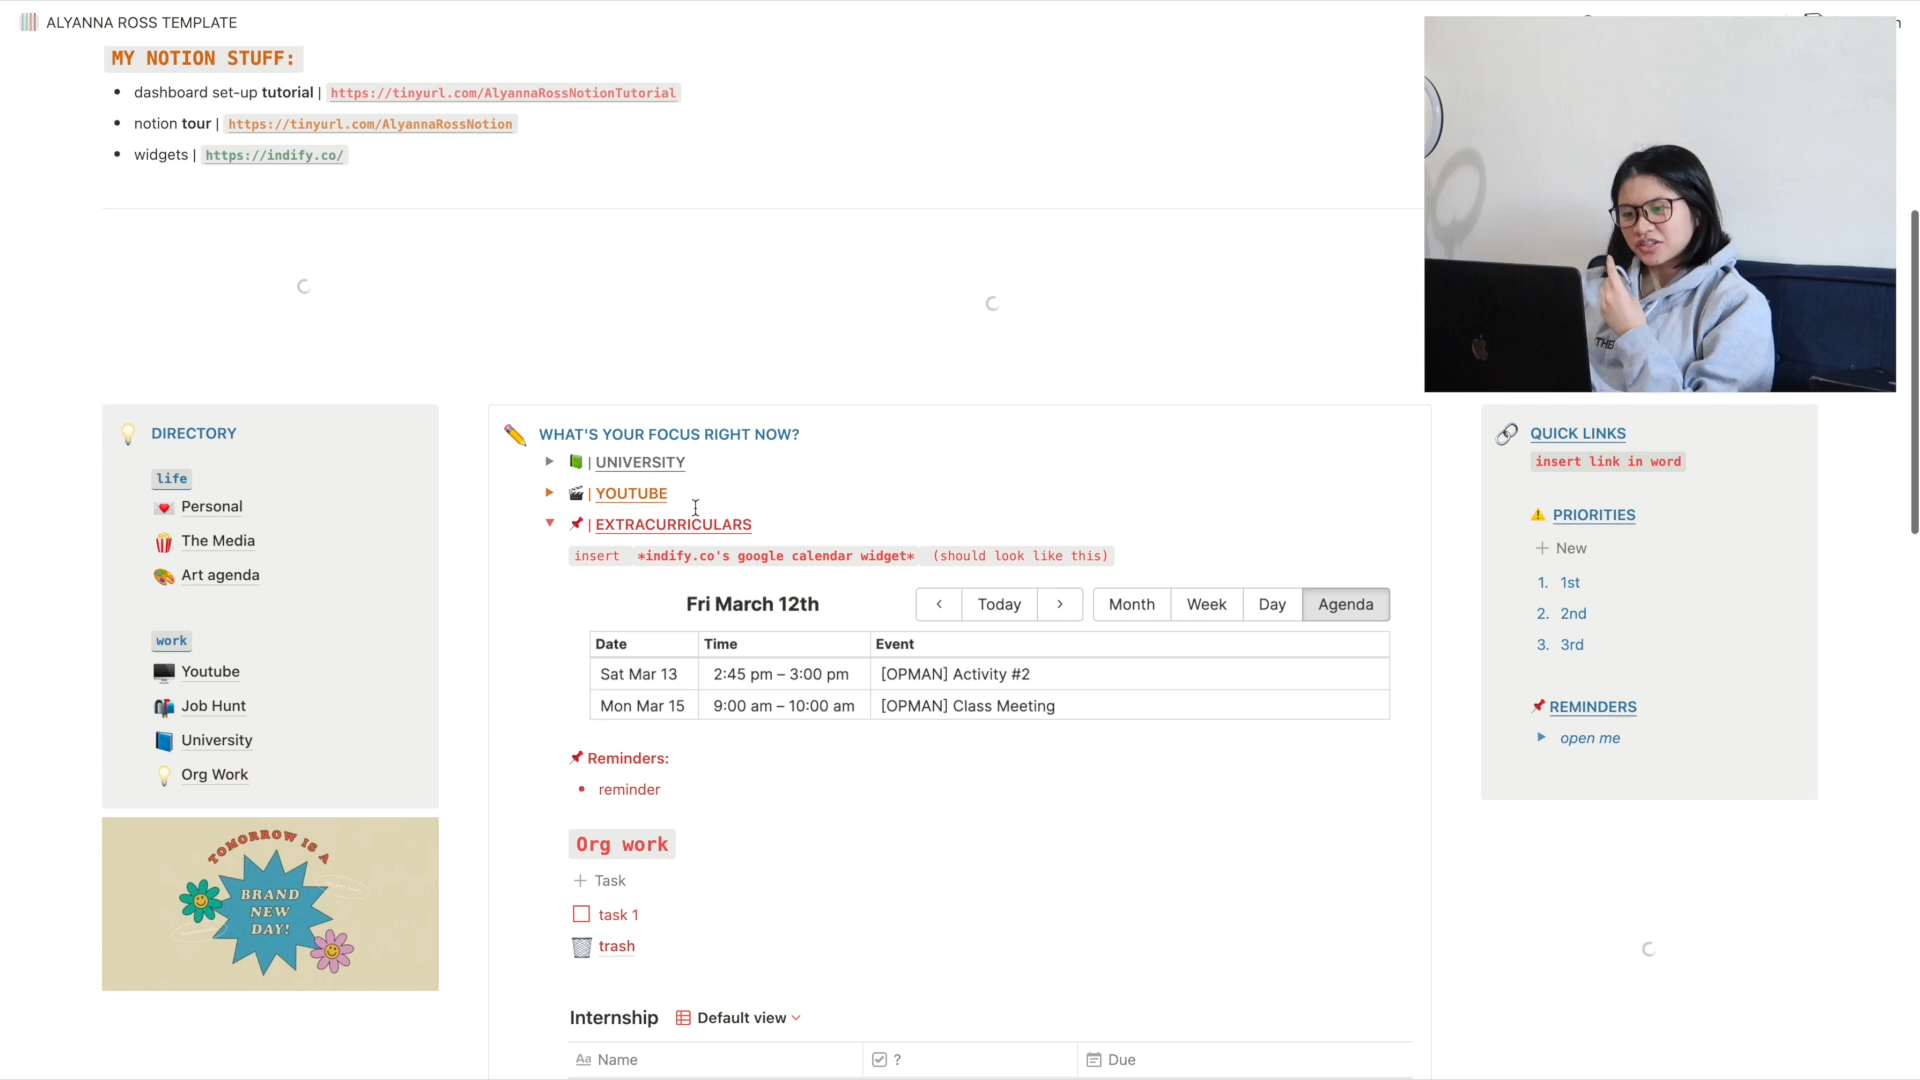 ALYANNA ROSS TEMPLATE
MY NOTION STUFF:
• dashboard set-up tutorial | https://tinyurl.com/AlyannaRossNotionTutorial
• notion tour | https://tinyurl.com/AlyannaRossNotion
• widgets | https://indify.co/
DIRECTORY
life
Personal
The Media
Art agenda
work
Youtube
Job Hunt
University
Org Work
TOMORROW IS A
BRAND
NEW
DAY!
WHAT'S YOUR FOCUS RIGHT NOW?
| UNIVERSITY
| YOUTUBE
| EXTRACURRICULARS
insert *indify.co's google calendar widget* (should look like this)
Fri March 12th
‹ Today › Month Week Day Agenda
Date Time Event
Sat Mar 13 2:45 pm – 3:00 pm [OPMAN] Activity #2
Mon Mar 15 9:00 am – 10:00 am [OPMAN] Class Meeting
Reminders:
• reminder
Org work
+ Task
task 1
trash
Internship Default view
Aa Name ? Due
QUICK LINKS
insert link in word
PRIORITIES
+ New
1. 1st
2. 2nd
3. 3rd
REMINDERS
open me
THE